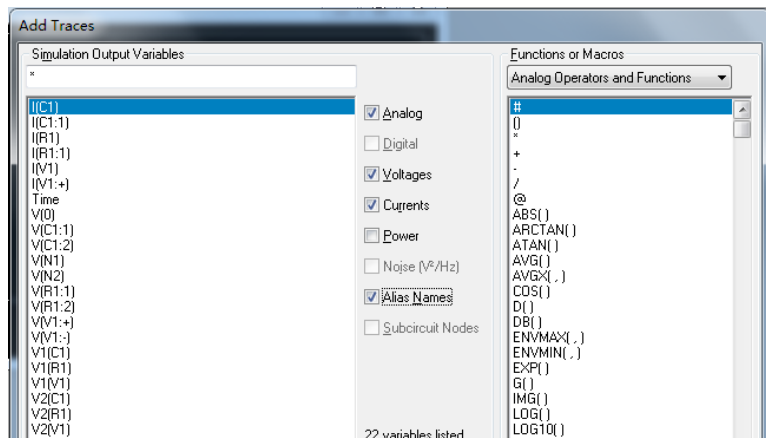 Add Traces
Simulation Output Variables
*
I(C1)
I(C1:1)
I(R1)
I(R1:1)
I(V1)
I(V1:+)
Time
V(0)
V(C1:1)
V(C1:2)
V(N1)
V(N2)
V(R1:1)
V(R1:2)
V(V1:+)
V(V1:-)
V1(C1)
V1(R1)
V1(V1)
V2(C1)
V2(R1)
V2(V1)
Analog
Digital
Voltages
Currents
Power
Noise (V²/Hz)
Alias Names
Subcircuit Nodes
22 variables listed
Functions or Macros
Analog Operators and Functions
#
()
*
+
-
/
@
ABS( )
ARCTAN( )
ATAN( )
AVG( )
AVGX( , )
COS( )
D( )
DB( )
ENVMAX( , )
ENVMIN( , )
EXP( )
G( )
IMG( )
LOG( )
LOG10( )